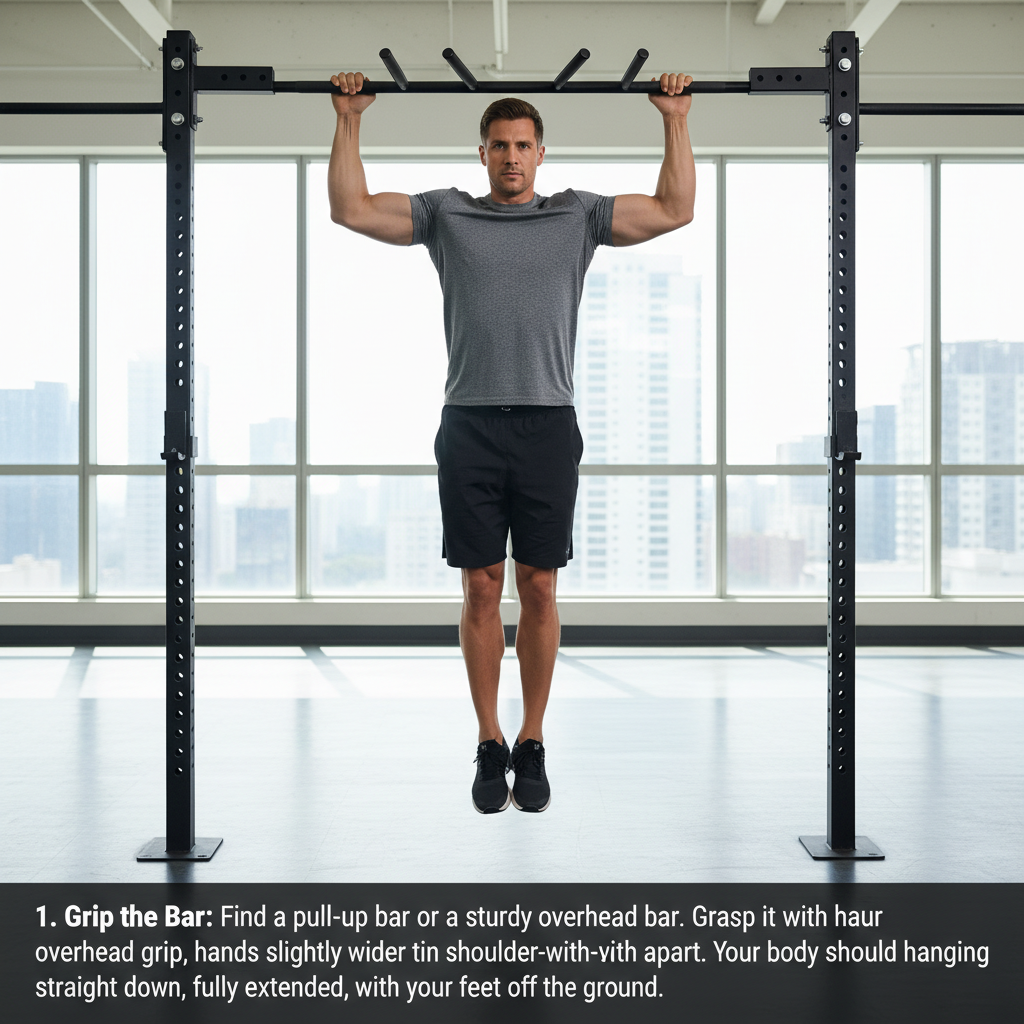 1. Grip the Bar: Find a pull-up bar or a sturdy overhead bar. Grasp it with haur
overhead grip, hands slightly wider tin shoulder-with-vith apart. Your body should hanging
straight down, fully extended, with your feet off the ground.